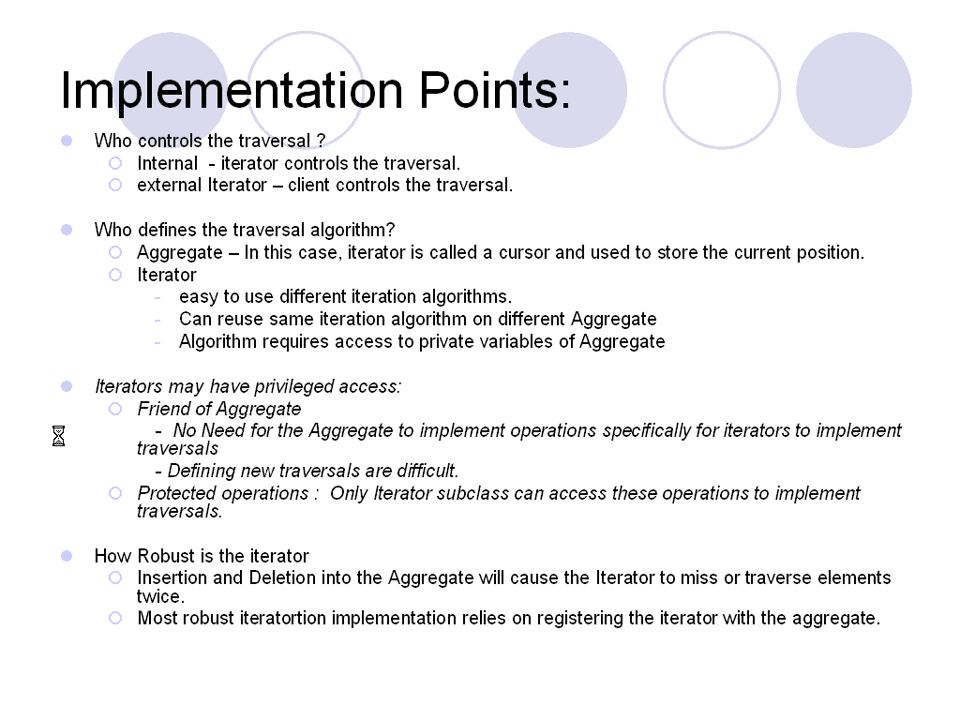 Implementation Points:
Who controls the traversal ?
Internal - iterator controls the traversal.
external Iterator – client controls the traversal.
Who defines the traversal algorithm?
Aggregate – In this case, iterator is called a cursor and used to store the current position.
Iterator
- easy to use different iteration algorithms.
- Can reuse same iteration algorithm on different Aggregate
- Algorithm requires access to private variables of Aggregate
Iterators may have privileged access:
Friend of Aggregate
- No Need for the Aggregate to implement operations specifically for iterators to implement
traversals
- Defining new traversals are difficult.
Protected operations : Only Iterator subclass can access these operations to implement
traversals.
How Robust is the iterator
Insertion and Deletion into the Aggregate will cause the Iterator to miss or traverse elements
twice.
Most robust iteratortion implementation relies on registering the iterator with the aggregate.